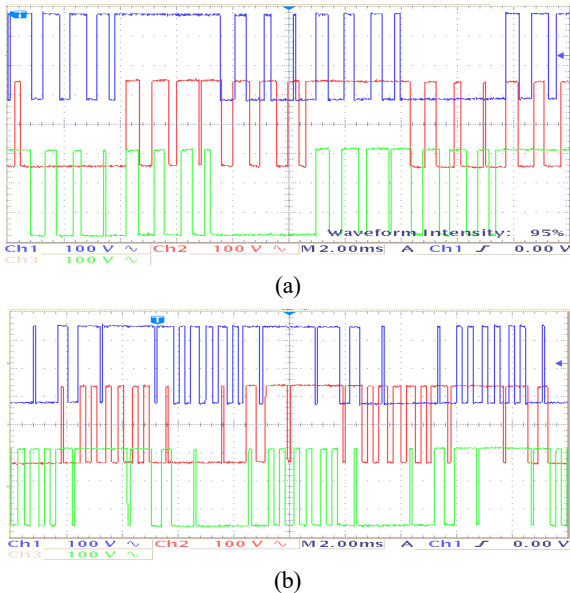 T
Waveform Intensity: 95%
Ch1 100 V ∿ Ch2 100 V ∿ M 2.00ms A Ch1 ʃ 0.00 V
Ch3 100 V ∿
(a)
T
Ch1 100 V ∿ Ch2 100 V ∿ M 2.00ms A Ch1 ʃ 0.00 V
Ch3 100 V ∿
(b)